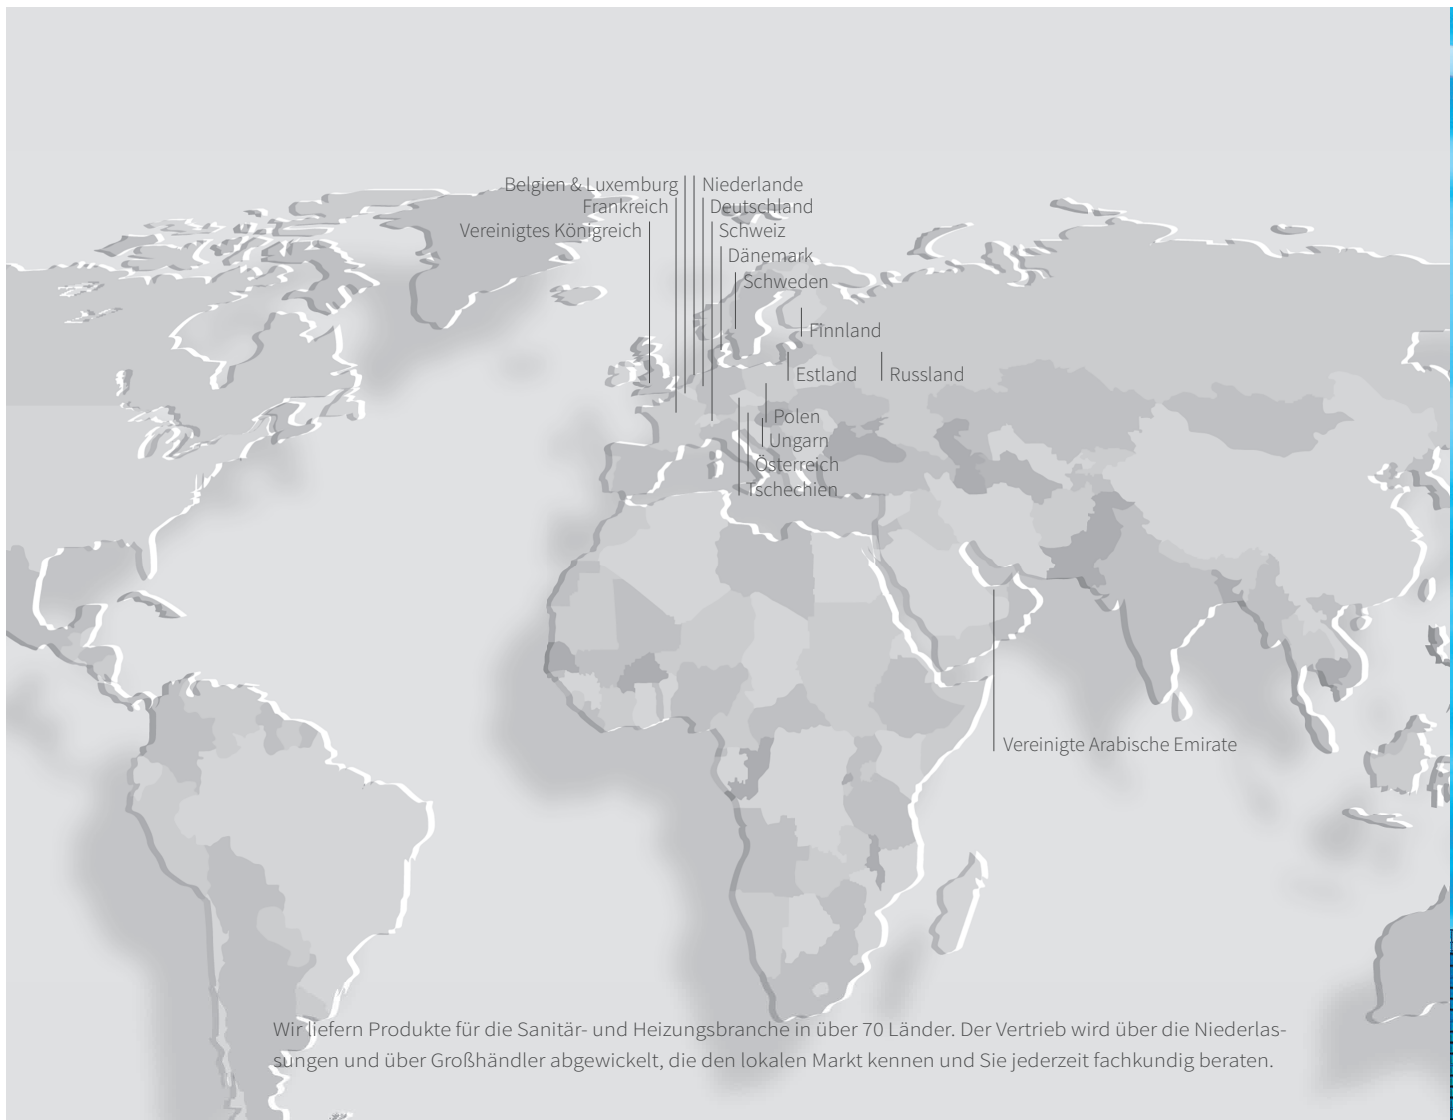 Belgien & Luxemburg
Niederlande
Frankreich
Deutschland
Vereinigtes Königreich
Schweiz
Dänemark
Schweden
Finnland
Estland
Russland
Polen
Ungarn
Österreich
Tschechien
Vereinigte Arabische Emirate
Wir liefern Produkte für die Sanitär- und Heizungsbranche in über 70 Länder. Der Vertrieb wird über die Niederlas-
sungen und über Großhändler abgewickelt, die den lokalen Markt kennen und Sie jederzeit fachkundig beraten.